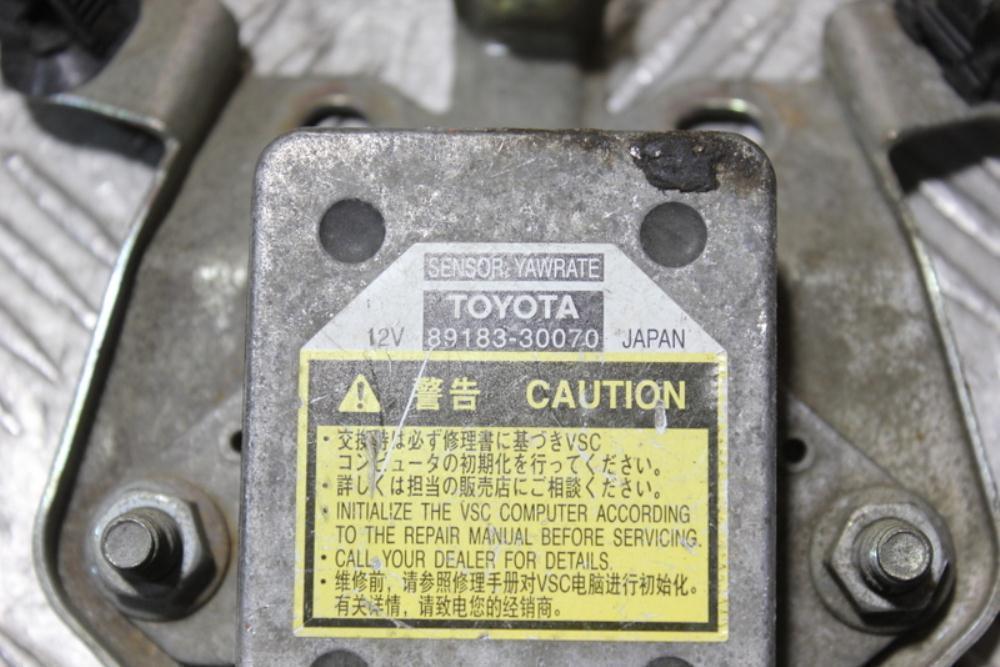 SENSOR, YAWRATE
TOYOTA
12V 89183-30070 JAPAN
警告 CAUTION
・交換時は必ず修理書に基づきVSC
コンピュータの初期化を行ってください。
・詳しくは担当の販売店にご相談ください。
・INITIALIZE THE VSC COMPUTER ACCORDING
TO THE REPAIR MANUAL BEFORE SERVICING.
・CALL YOUR DEALER FOR DETAILS.
・维修前，请参照修理手册对VSC电脑进行初始化。
有关详情，请致电您的经销商。